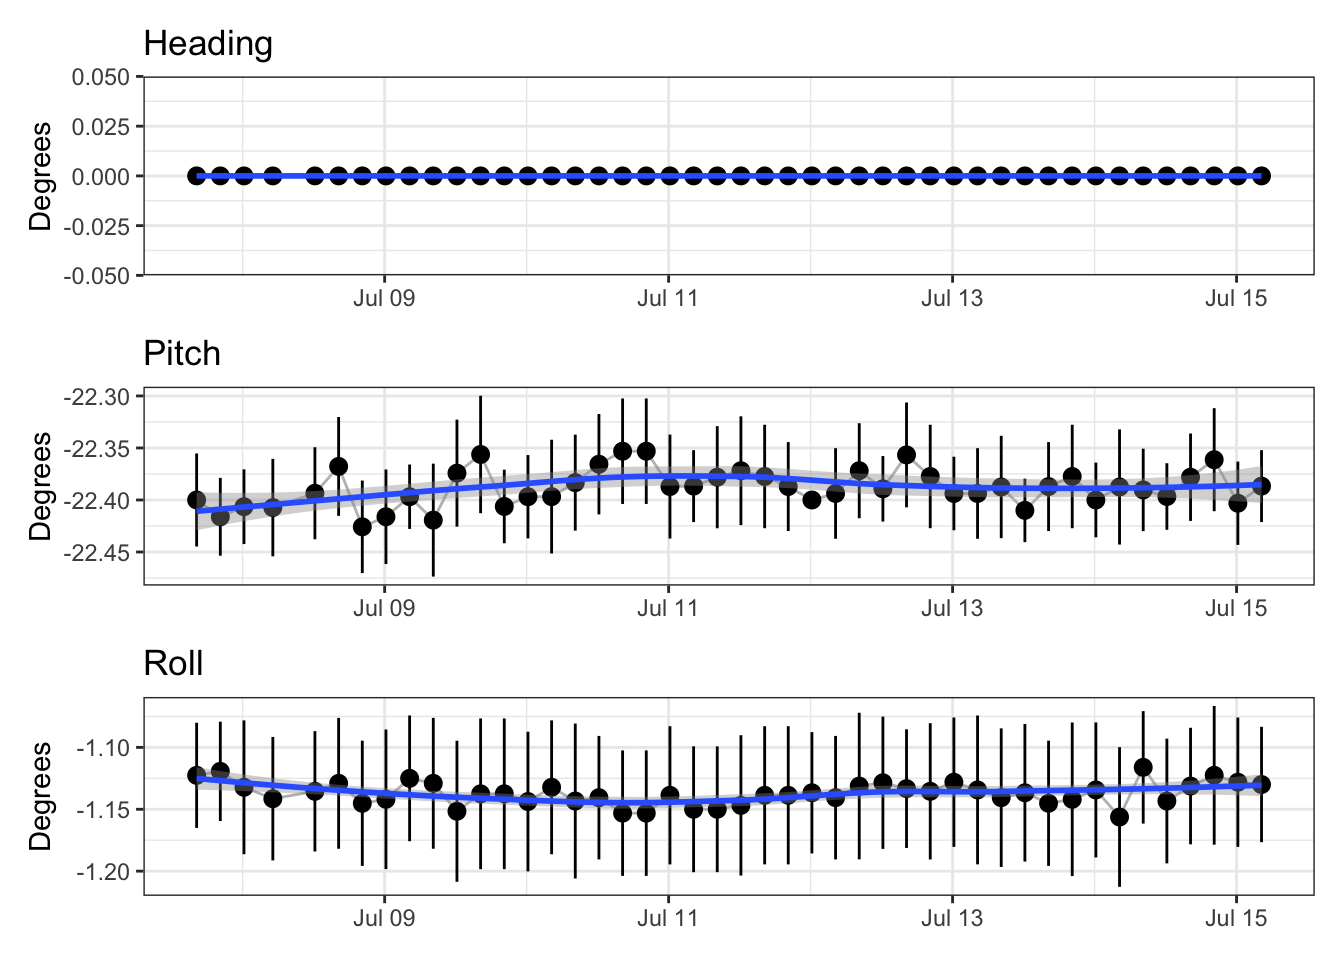 Heading
Degrees
0.050
0.025
0.000
-0.025
-0.050
Jul 09 Jul 11 Jul 13 Jul 15
Pitch
Degrees
-22.30
-22.35
-22.40
-22.45
Jul 09 Jul 11 Jul 13 Jul 15
Roll
Degrees
-1.10
-1.15
-1.20
Jul 09 Jul 11 Jul 13 Jul 15